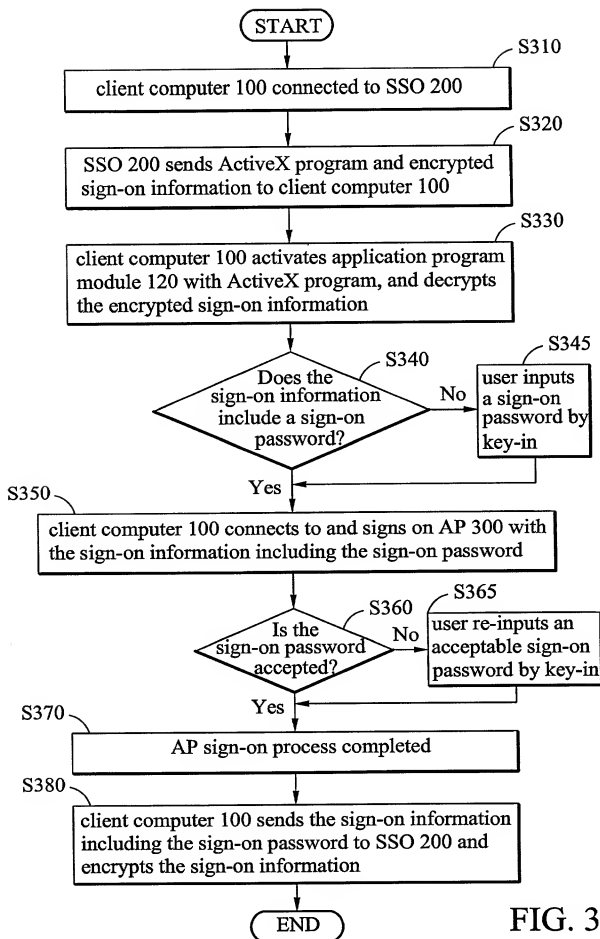 START
S310
client computer 100 connected to SSO 200
S320
SSO 200 sends ActiveX program and encrypted
sign-on information to client computer 100
S330
client computer 100 activates application program
module 120 with ActiveX program, and decrypts
the encrypted sign-on information
S340
Does the
sign-on information
include a sign-on
password?
No
S345
user inputs
a sign-on
password by
key-in
Yes
S350
client computer 100 connects to and signs on AP 300 with
the sign-on information including the sign-on password
S360
Is the
sign-on password
accepted?
No
S365
user re-inputs an
acceptable sign-on
password by key-in
Yes
S370
AP sign-on process completed
S380
client computer 100 sends the sign-on information
including the sign-on password to SSO 200 and
encrypts the sign-on information
END
FIG. 3